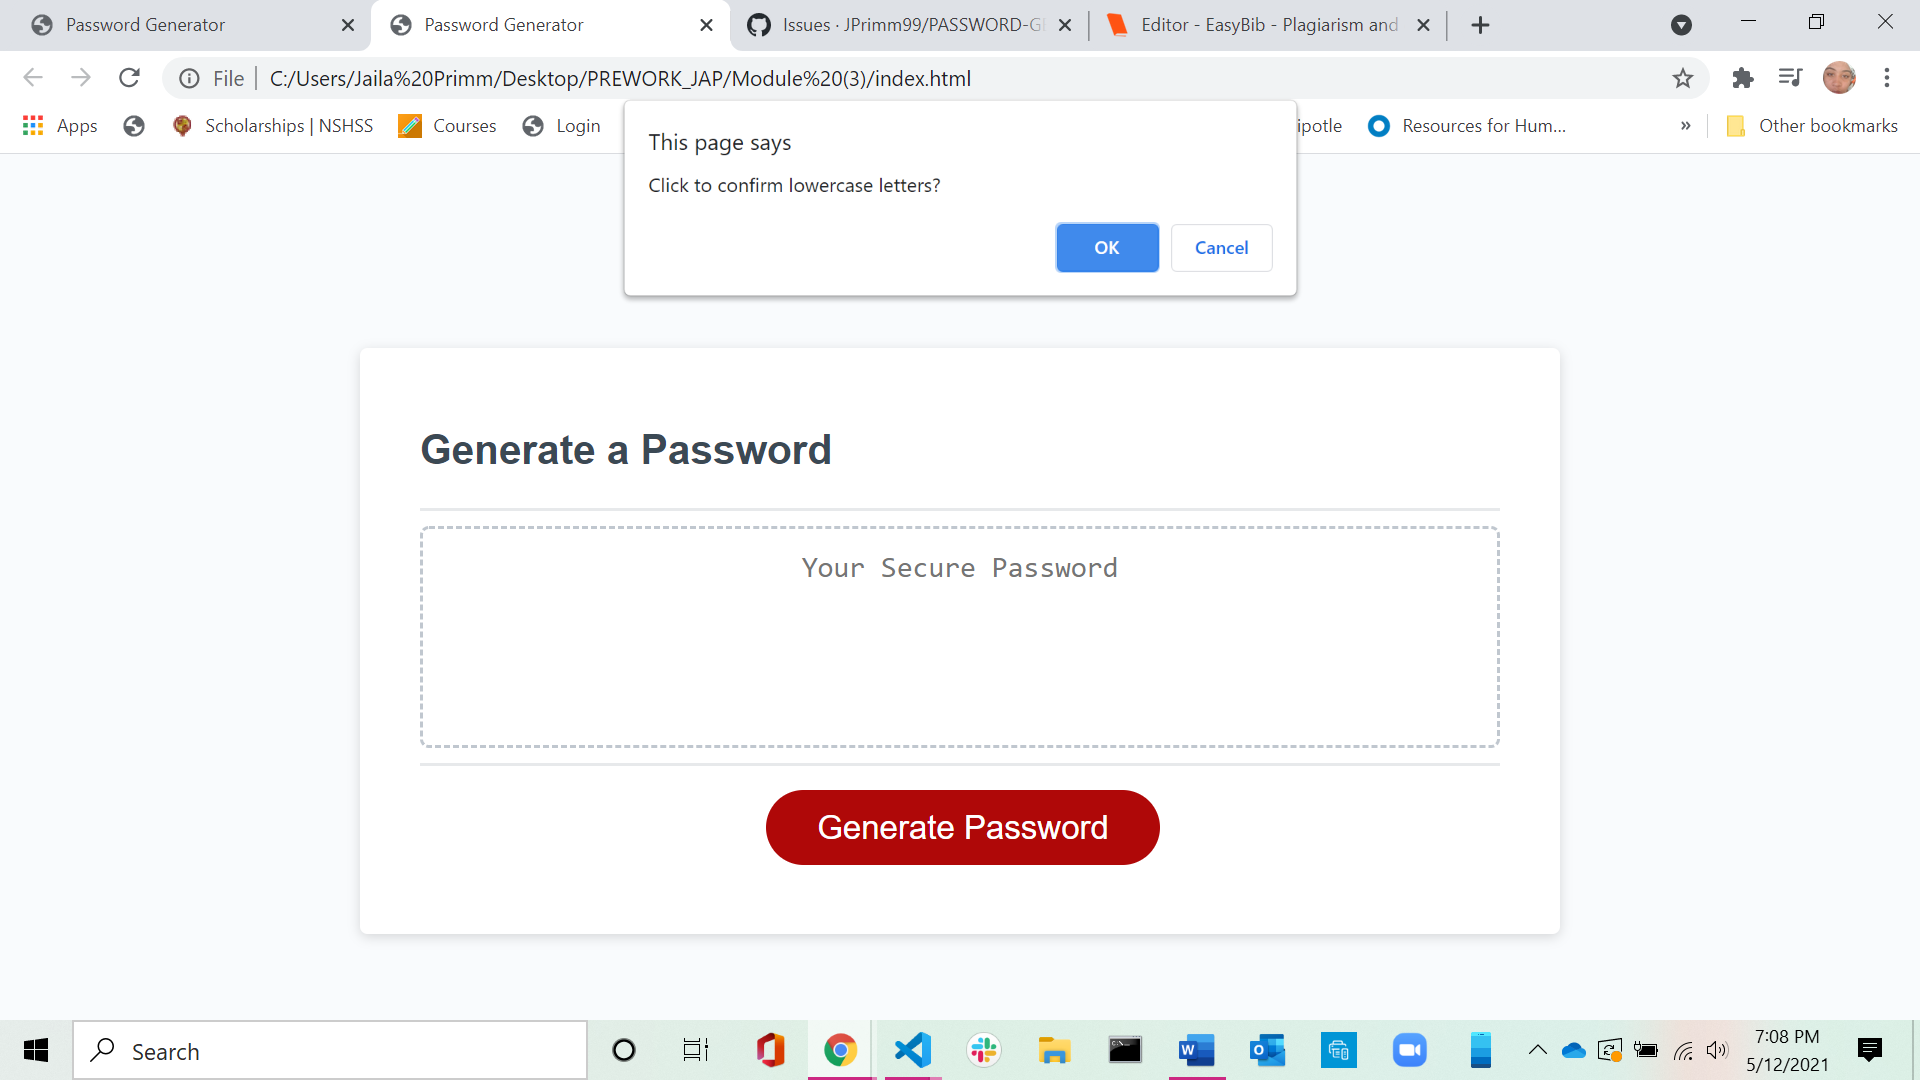 Password Generator
Password Generator
Issues · JPrimm99/PASSWORD-GE
Editor - EasyBib - Plagiarism and
File
C:/Users/Jaila%20Primm/Desktop/PREWORK_JAP/Module%20(3)/index.html
Apps
Scholarships | NSHSS
Courses
Login
ipotle
Resources for Hum...
»
Other bookmarks
This page says
Click to confirm lowercase letters?
OK
Cancel
Generate a Password
Your Secure Password
Generate Password
Search
7:08 PM
5/12/2021